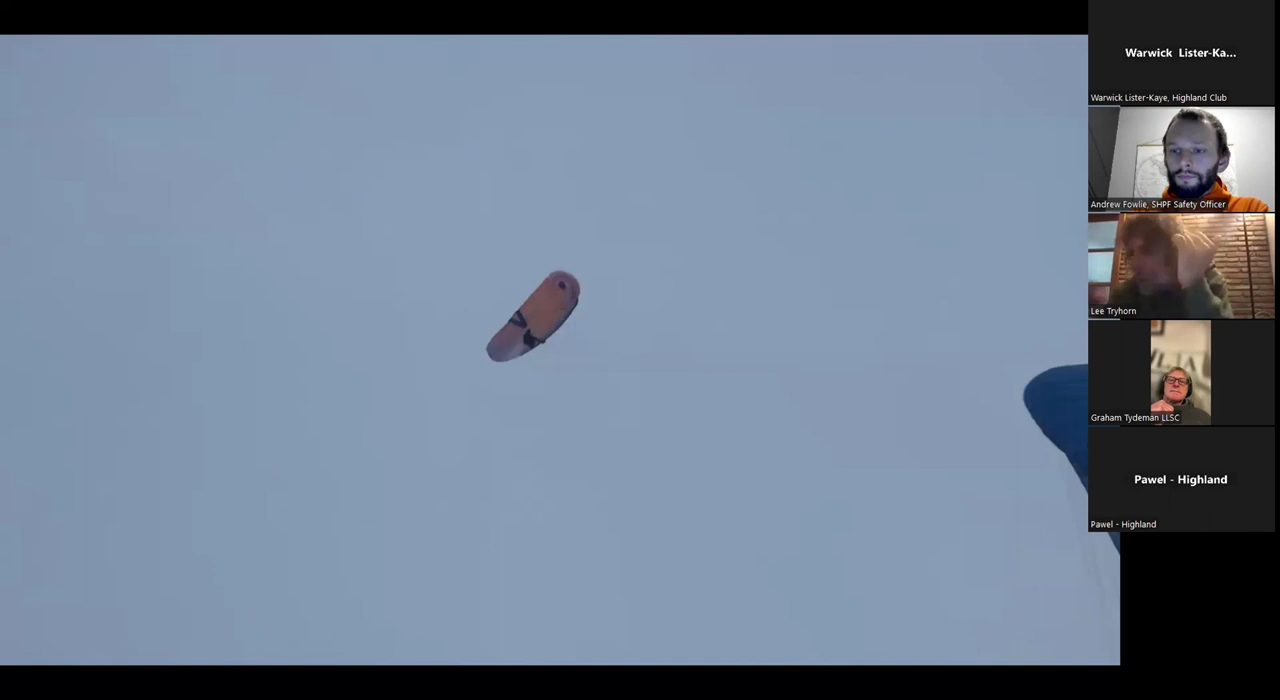 Warwick Lister-Ka...
Warwick Lister-Kaye, Highland Club
Andrew Fowlie, SHPF Safety Officer
Lee Tryhorn
Graham Tydeman LLSC
Pawel - Highland
Pawel - Highland